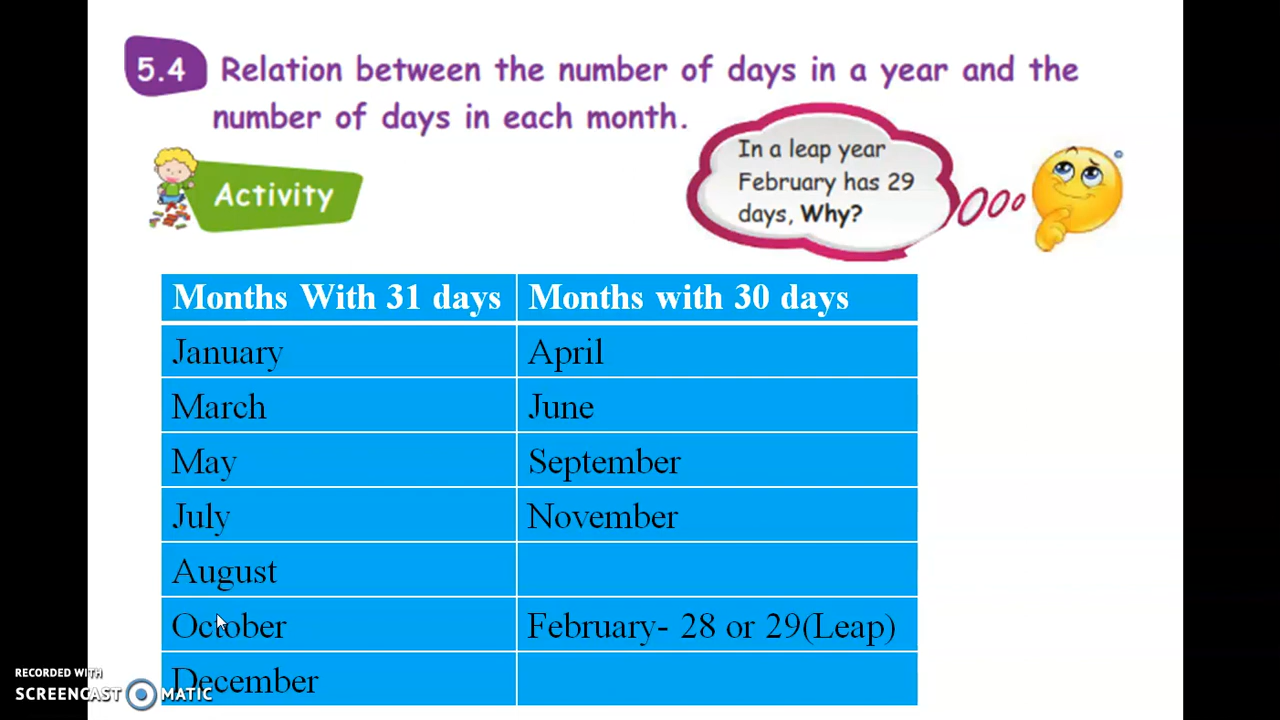 5.4 Relation between the number of days in a year and the
number of days in each month.
In a leap year
February has 29
days, Why?
Activity
Months With 31 days Months with 30 days
January April
March June
May September
July November
August
October February- 28 or 29(Leap)
December
RECORDED WITH
SCREENCAST MATIC